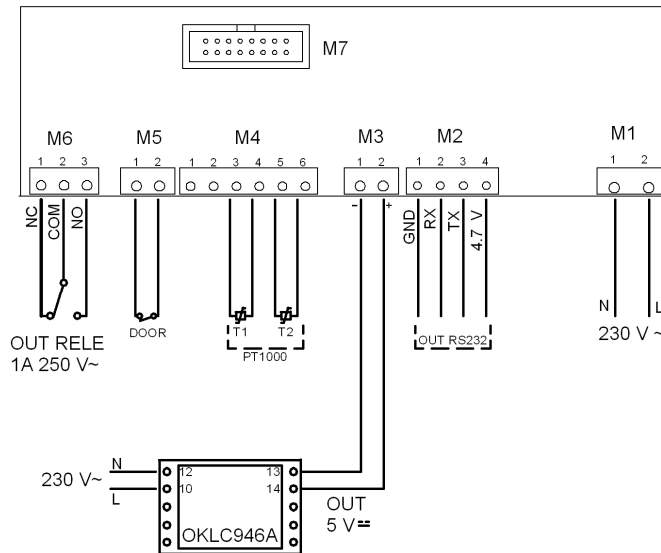 M7
M6 M5 M4 M3 M2 M1
1 2 3 1 2 1 2 3 4 5 6 1 2 1 2 3 4 1 2
NC COM NO - + GND RX TX 4.7 V N L
DOOR T1 T2 OUT RS232 230 V ~
OUT RELE
1A 250 V~
PT1000
N 12 13
230 V~ 10 14
L
OUT
5 V
OKLC946A